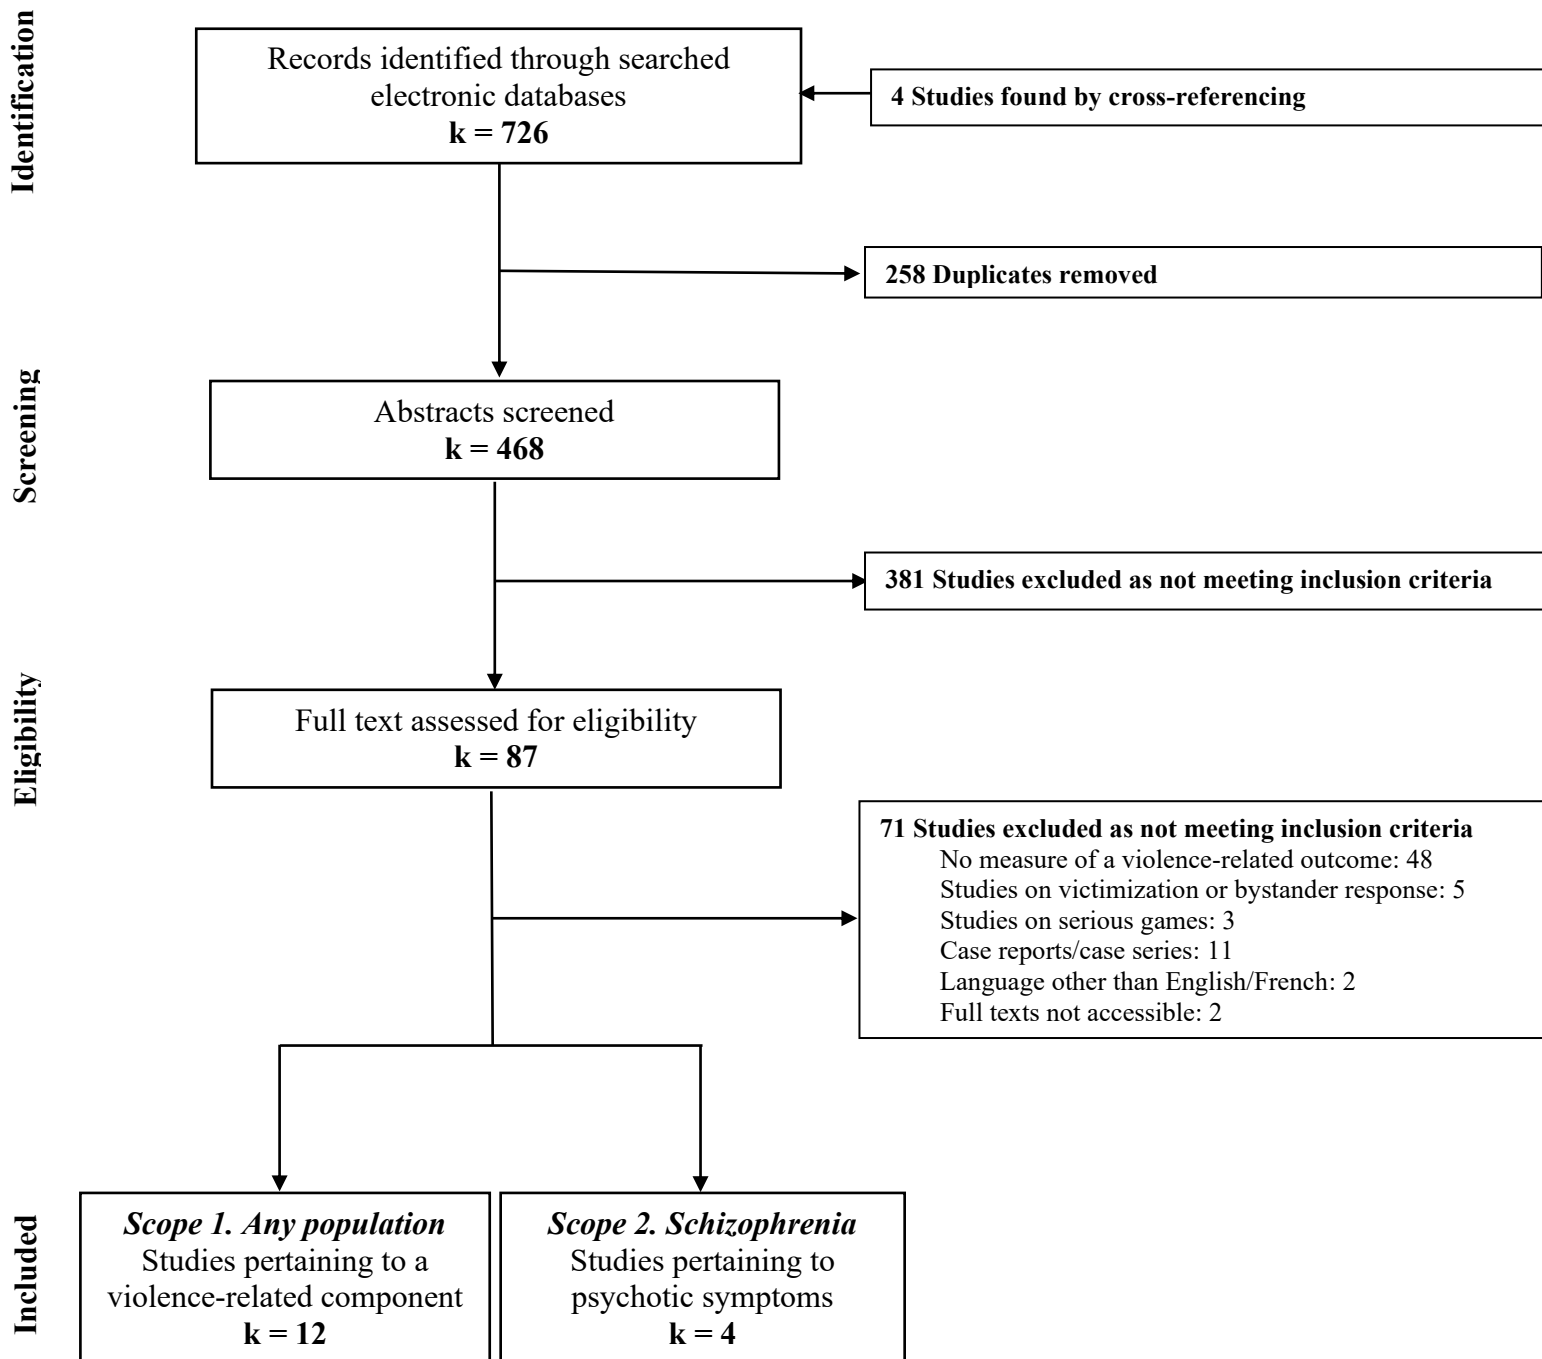 Identification
Records identified through searched
electronic databases
k = 726
4 Studies found by cross-referencing
258 Duplicates removed
Screening
Abstracts screened
k = 468
381 Studies excluded as not meeting inclusion criteria
Eligibility
Full text assessed for eligibility
k = 87
71 Studies excluded as not meeting inclusion criteria
No measure of a violence-related outcome: 48
Studies on victimization or bystander response: 5
Studies on serious games: 3
Case reports/case series: 11
Language other than English/French: 2
Full texts not accessible: 2
Included
Scope 1. Any population
Studies pertaining to a
violence-related component
k = 12
Scope 2. Schizophrenia
Studies pertaining to
psychotic symptoms
k = 4